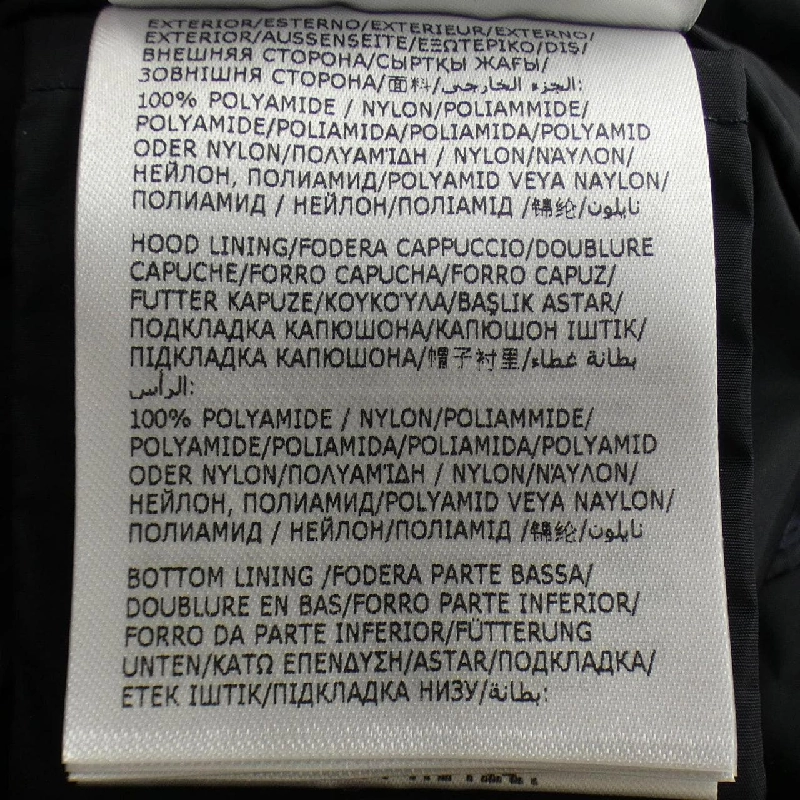 EXTERIOR/ESTERNO/EXTERIEUR/EXTERNO/
EXTERIOR/AUSSENSEITE/ΕΞΩΤΕΡΙΚΟ/DIŞ/
ВНЕШНЯЯ СТОРОНА/СЫРТҚЫ ЖАҒЫ/
ЗОВНІШНЯ СТОРОНА/面料/الجزء الخارجي:
100% POLYAMIDE / NYLON/POLIAMMIDE/
POLYAMIDE/POLIAMIDA/POLIAMIDA/POLYAMID
ODER NYLON/ΠΟΛΥΑΜΊΔΗ / NYLON/ΝΆΥΛΟΝ/
НЕЙЛОН, ПОЛИАМИД/POLYAMID VEYA NAYLON/
ПОЛИАМИД / НЕЙЛОН/ПОЛІАМІД /锦纶/نايلون
HOOD LINING/FODERA CAPPUCCIO/DOUBLURE
CAPUCHE/FORRO CAPUCHA/FORRO CAPUZ/
FUTTER KAPUZE/ΚΟΥΚΟΎΛΑ/BAŞLIK ASTAR/
ПОДКЛАДКА КАПЮШОНА/КАПЮШОН ІШТІК/
ПІДКЛАДКА КАПЮШОНА/帽子衬里/بطانة غطاء
الرأس:
100% POLYAMIDE / NYLON/POLIAMMIDE/
POLYAMIDE/POLIAMIDA/POLIAMIDA/POLYAMID
ODER NYLON/ΠΟΛΥΑΜΊΔΗ / NYLON/ΝΆΥΛΟΝ/
НЕЙЛОН, ПОЛИАМИД/POLYAMID VEYA NAYLON/
ПОЛИАМИД / НЕЙЛОН/ПОЛІАМІД /锦纶/نايلون
BOTTOM LINING /FODERA PARTE BASSA/
DOUBLURE EN BAS/FORRO PARTE INFERIOR/
FORRO DA PARTE INFERIOR/FÜTTERUNG
UNTEN/ΚΑΤΩ ΕΠΕΝΔΥΣΗ/ASTAR/ПОДКЛАДКА/
ЕТЕК ІШТІК/ПІДКЛАДКА НИЗУ/بطانة: